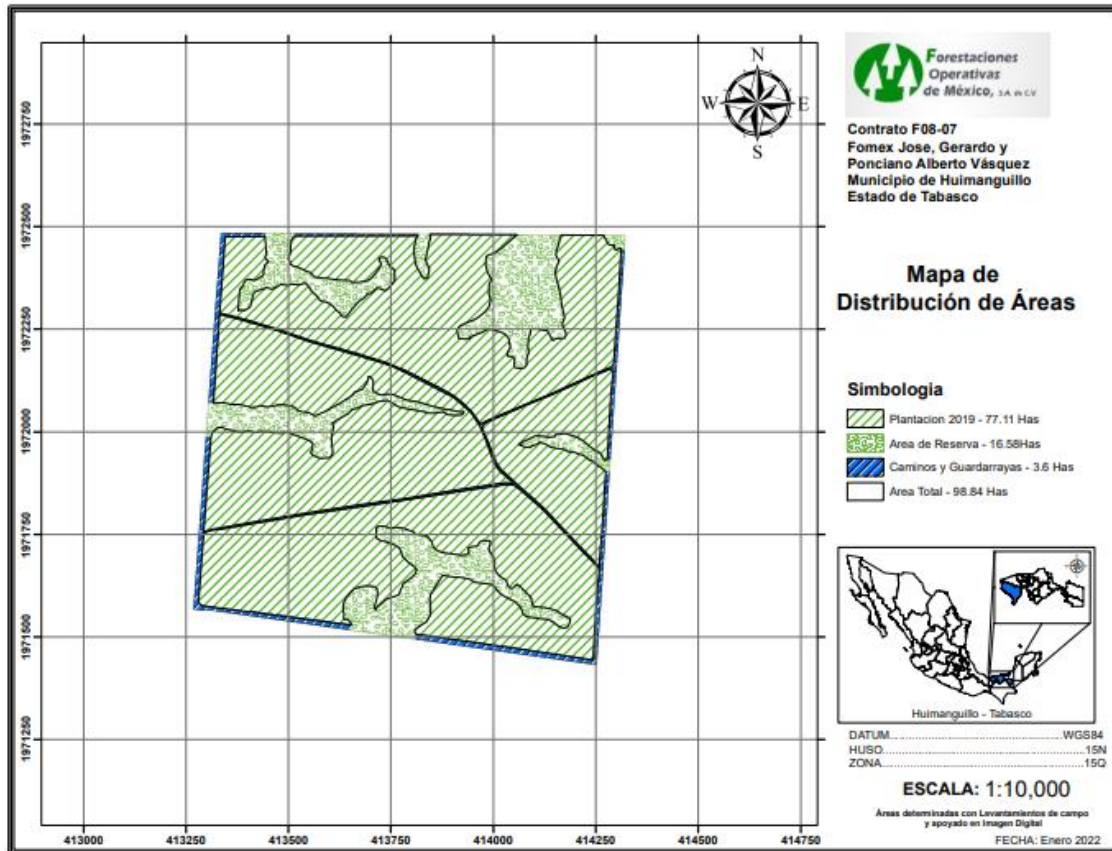 Forestaciones
Operativas
de México, S.A. de C.V
Contrato F08-07
Fomex Jose, Gerardo y
Ponciano Alberto Vásquez
Municipio de Huimanguillo
Estado de Tabasco
Mapa de
Distribución de Áreas
Simbologia
Plantacion 2019 - 77.11 Has
Area de Reserva - 16.58Has
Caminos y Guardarrayas - 3.6 Has
Area Total - 98.84 Has
Huimanguillo - Tabasco
DATUM WGS84
HUSO 15N
ZONA 15Q
ESCALA: 1:10,000
Áreas determinadas con Levantamientos de campo
y apoyado en Imagen Digital
FECHA: Enero 2022
N
W E
S
1972750
1972500
1972250
1972000
1971750
1971500
1971250
413000 413250 413500 413750 414000 414250 414500 414750